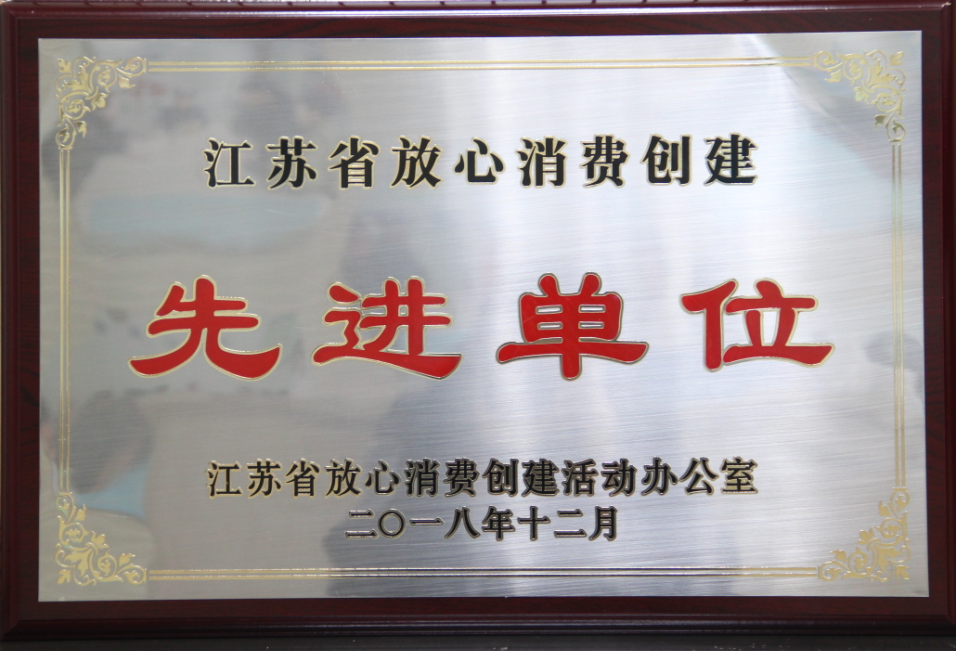 江苏省放心消费创建
先进单位
江苏省放心消费创建活动办公室
二〇一八年十二月